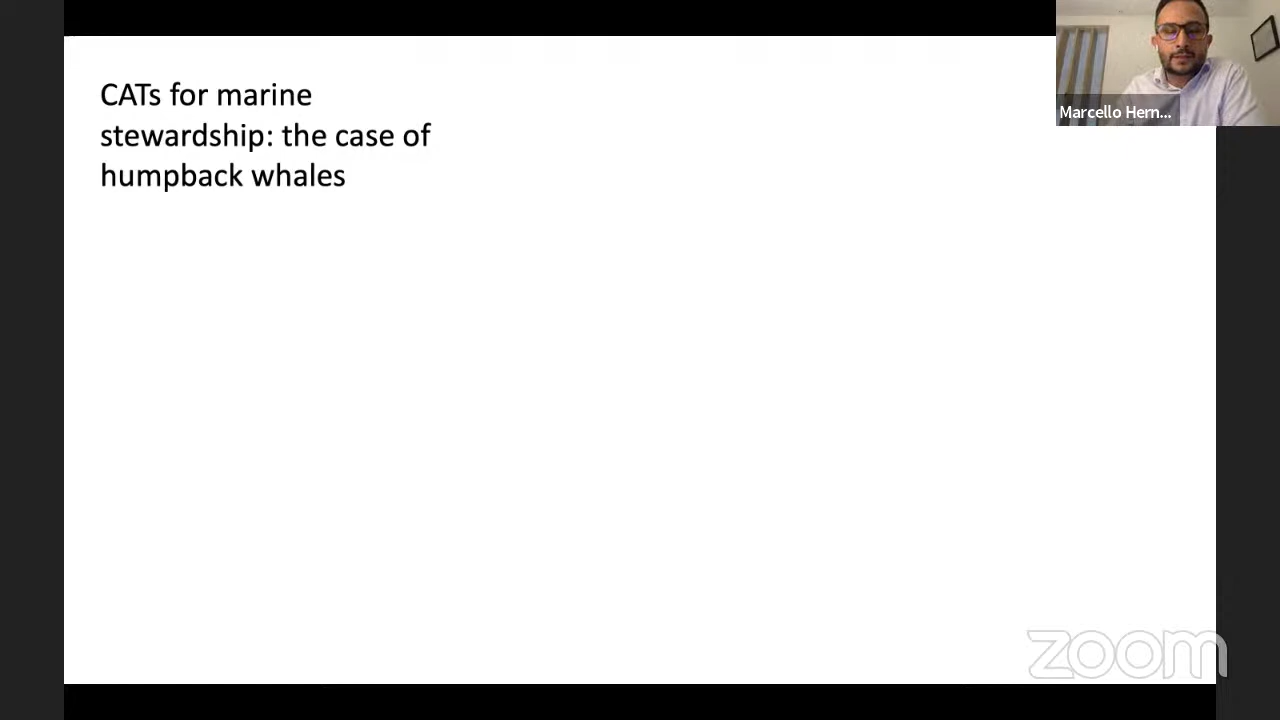 CATs for marine
stewardship: the case of
humpback whales
Marcello Hern...
zoom